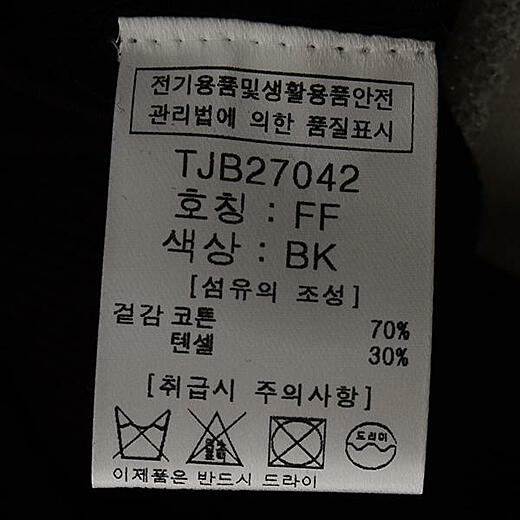 전기용품및생활용품안전
관리법에 의한 품질표시
TJB27042
호칭 : FF
색상 : BK
[섬유의 조성]
겉감 코튼 70%
텐셀 30%
[취급시 주의사항]
드라이
이제품은 반드시 드라이